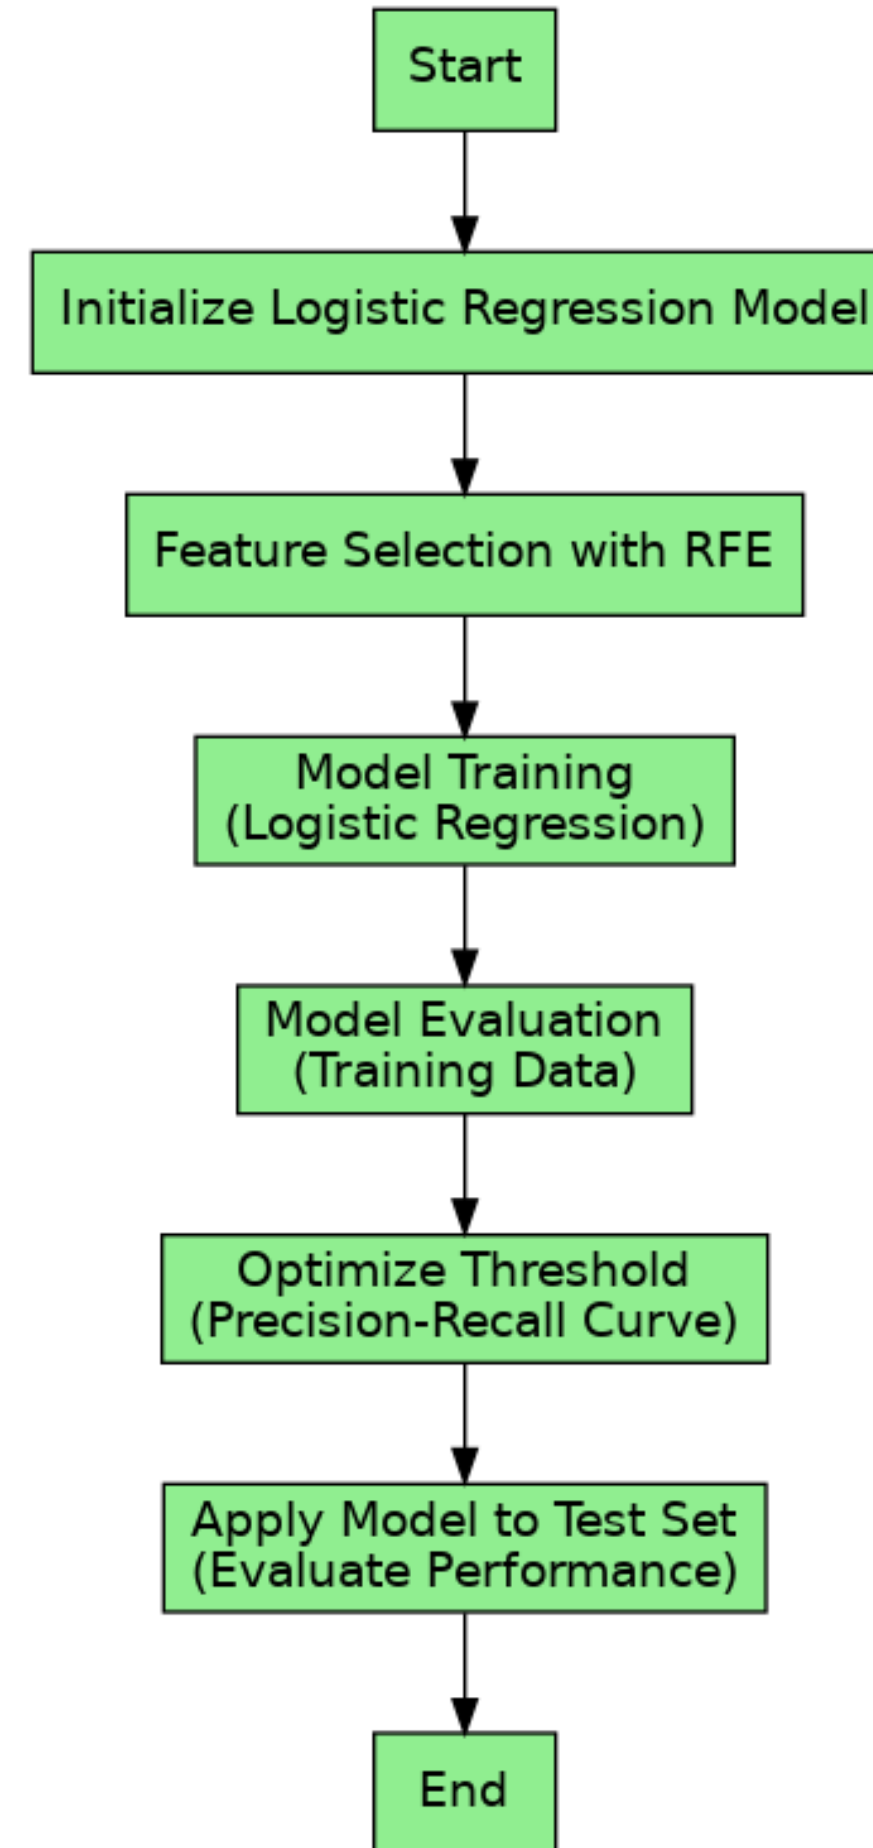 Start
Initialize Logistic Regression Model
Feature Selection with RFE
Model Training
(Logistic Regression)
Model Evaluation
(Training Data)
Optimize Threshold
(Precision-Recall Curve)
Apply Model to Test Set
(Evaluate Performance)
End